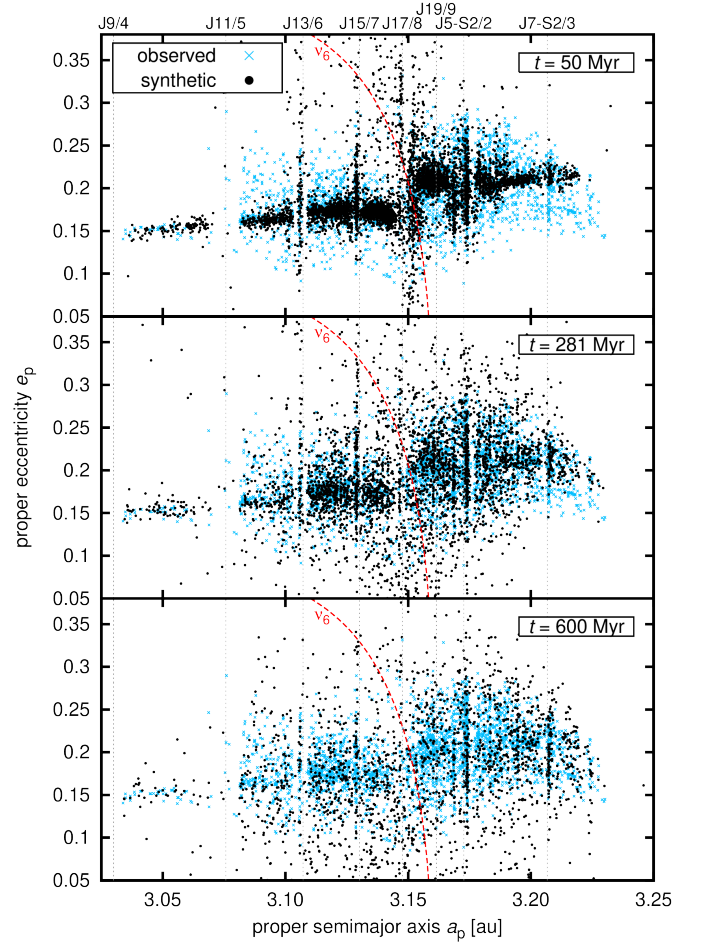 J19/9
J9/4 J11/5 J13/6 J15/7 J17/8 J5-S2/2 J7-S2/3
observed
synthetic
ν6
t = 50 Myr
0.35
0.3
0.25
0.2
0.15
0.1
0.05
ν6
t = 281 Myr
0.35
0.3
0.25
0.2
0.15
0.1
0.05
proper eccentricity ep
ν6
t = 600 Myr
0.35
0.3
0.25
0.2
0.15
0.1
0.05
3.05 3.10 3.15 3.20 3.25
proper semimajor axis ap [au]